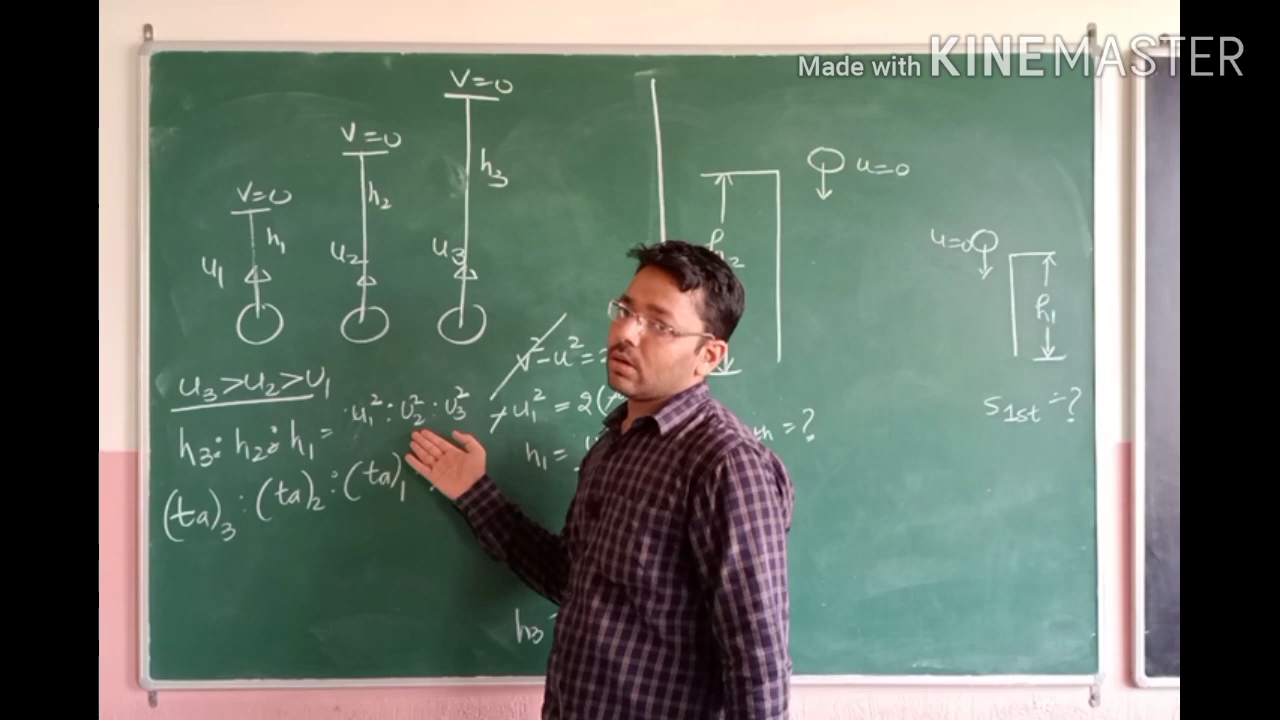 Made with KINEMASTER
V=0
V=0
V=0
h1
h2
h3
u1
u2
u3
u3>u2>u1
h3:h2:h1= u1²:u2²:u3²
(ta)3:(ta)2:(ta)1:
v²-u²=2
-u1²=2(
h1=
h3
u=0
h2
=?
u=0
h1
S1st=?